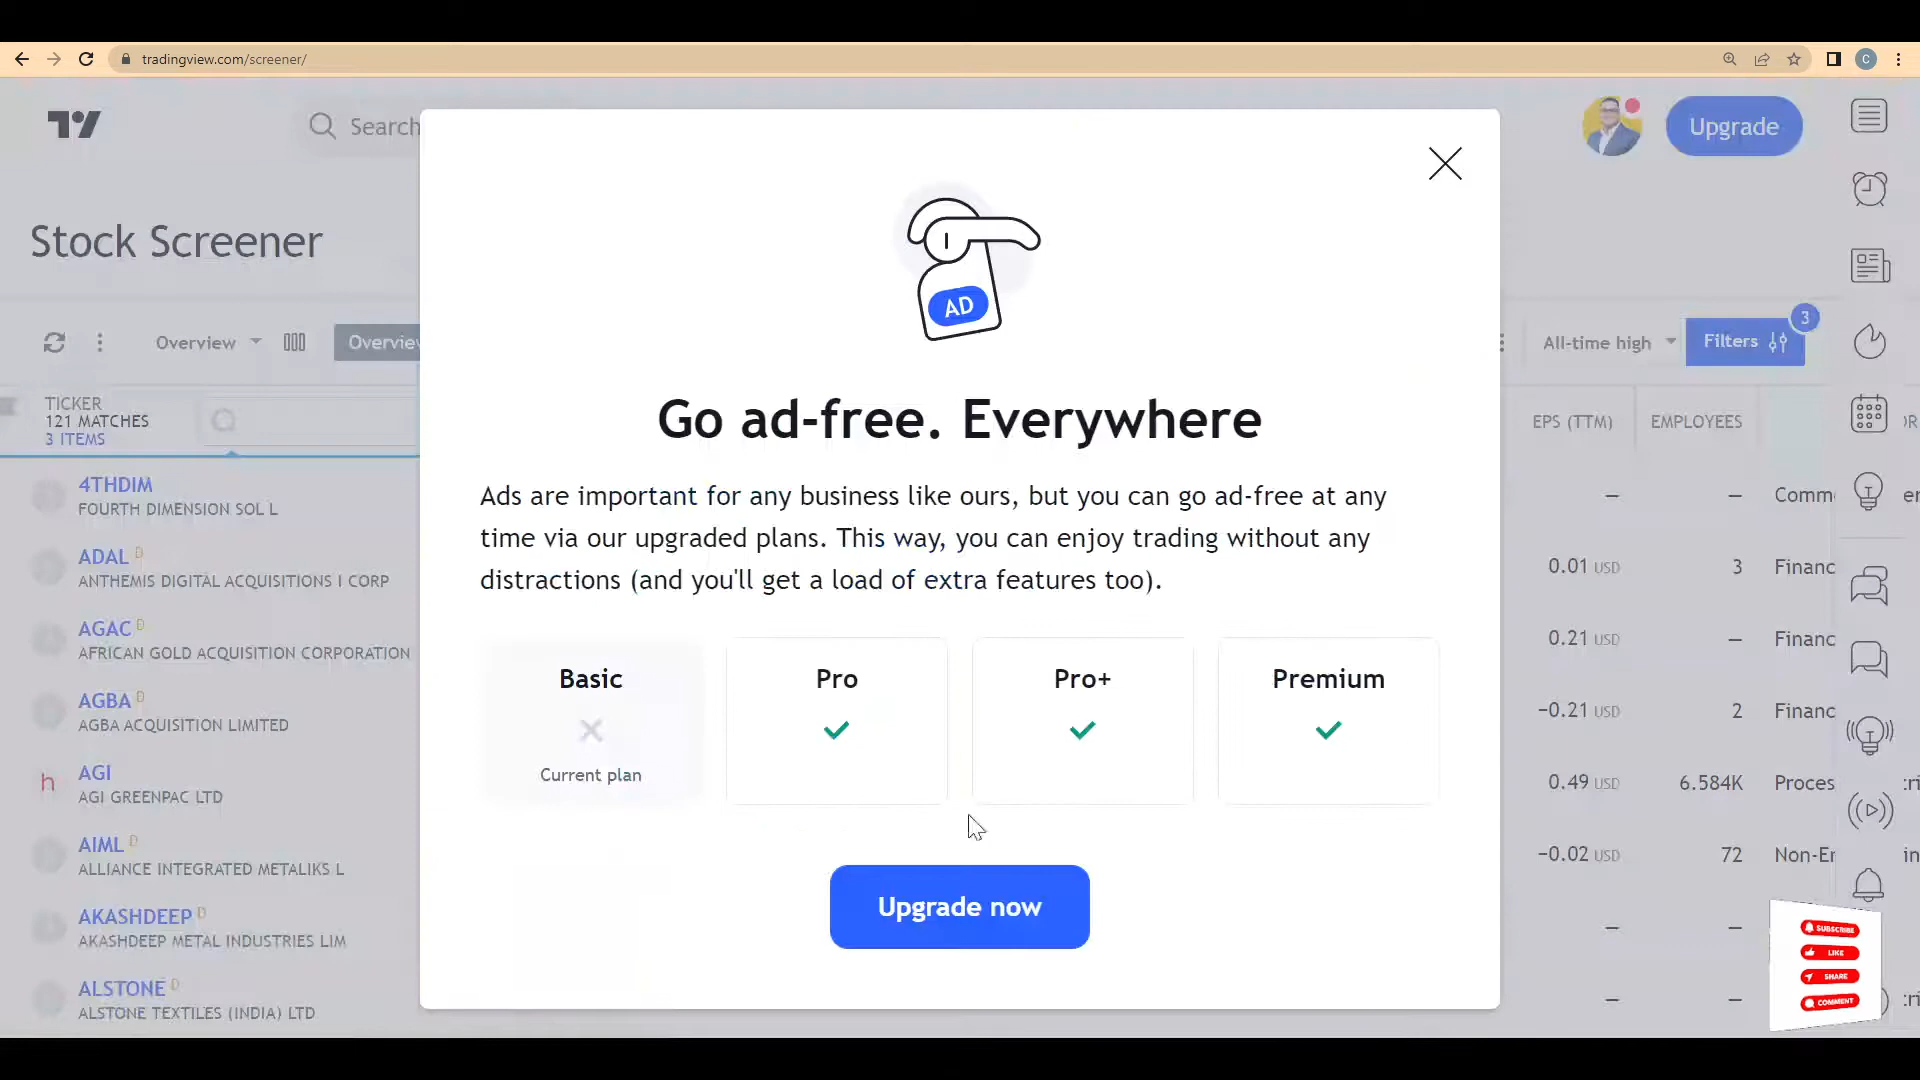 tradingview.com/screener/
C
Search
Upgrade
Stock Screener
Overview
Overview
All-time high
Filters
3
TICKER
121 MATCHES
3 ITEMS
EPS (TTM)
EMPLOYEES
4THDIM
FOURTH DIMENSION SOL L
—
—
ADAL D
ANTHEMIS DIGITAL ACQUISITIONS I CORP
0.01 USD
3
AGAC D
AFRICAN GOLD ACQUISITION CORPORATION
0.21 USD
—
AGBA D
AGBA ACQUISITION LIMITED
−0.21 USD
2
h
AGI
AGI GREENPAC LTD
0.49 USD
6.584K
AIML D
ALLIANCE INTEGRATED METALIKS L
−0.02 USD
72
AKASHDEEP D
AKASHDEEP METAL INDUSTRIES LIM
—
—
ALSTONE D
ALSTONE TEXTILES (INDIA) LTD
—
—
AD
Go ad-free. Everywhere
Ads are important for any business like ours, but you can go ad-free at any
time via our upgraded plans. This way, you can enjoy trading without any
distractions (and you'll get a load of extra features too).
Basic
Current plan
Pro
Pro+
Premium
Upgrade now
SUBSCRIBE
LIKE
SHARE
COMMENT